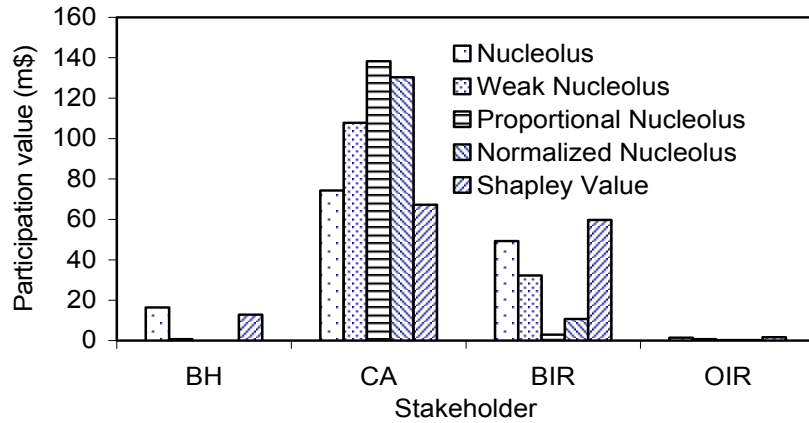 160
140
120
100
80
60
40
20
0
Participation value (m$)
Nucleolus
Weak Nucleolus
Proportional Nucleolus
Normalized Nucleolus
Shapley Value
BH CA BIR OIR
Stakeholder